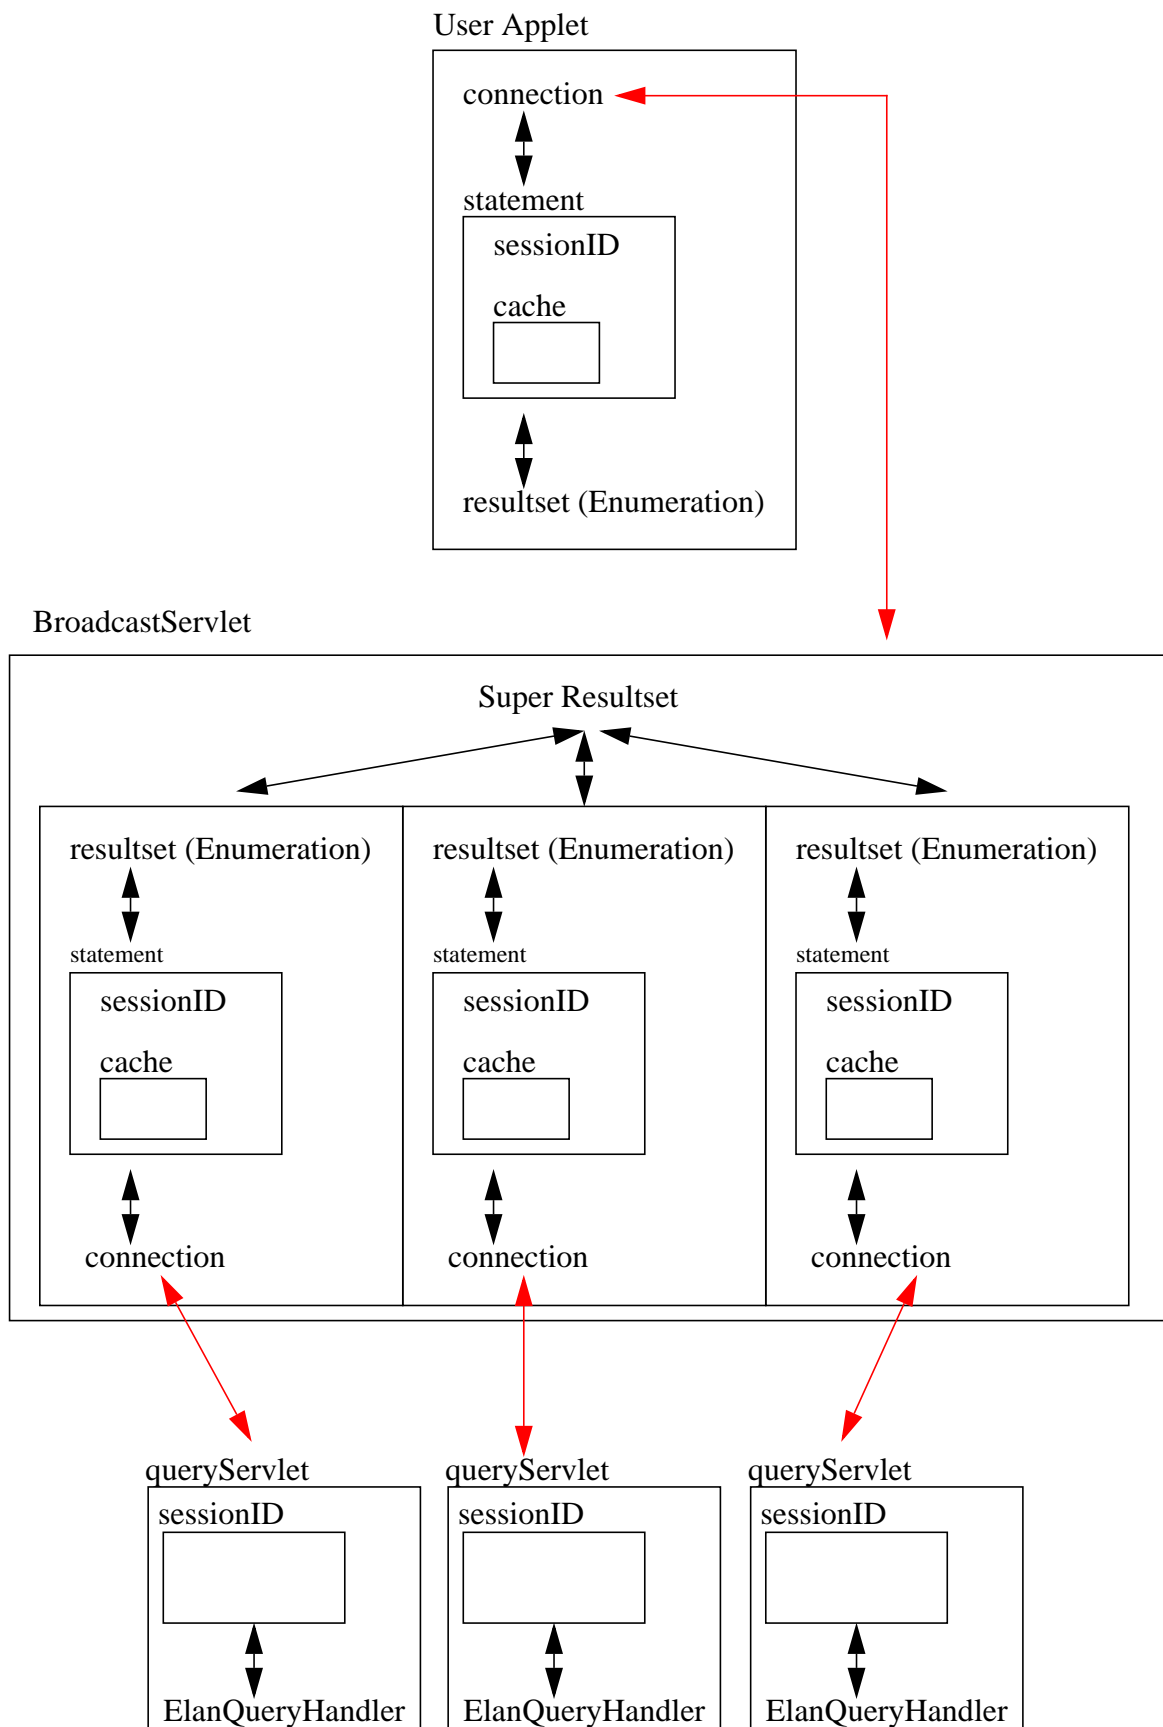 User Applet
connection
statement
sessionID
cache
resultset (Enumeration)
BroadcastServlet
Super Resultset
resultset (Enumeration) resultset (Enumeration) resultset (Enumeration)
statement statement statement
sessionID sessionID sessionID
cache cache cache
connection connection connection
queryServlet queryServlet queryServlet
sessionID sessionID sessionID
ElanQueryHandler ElanQueryHandler ElanQueryHandler